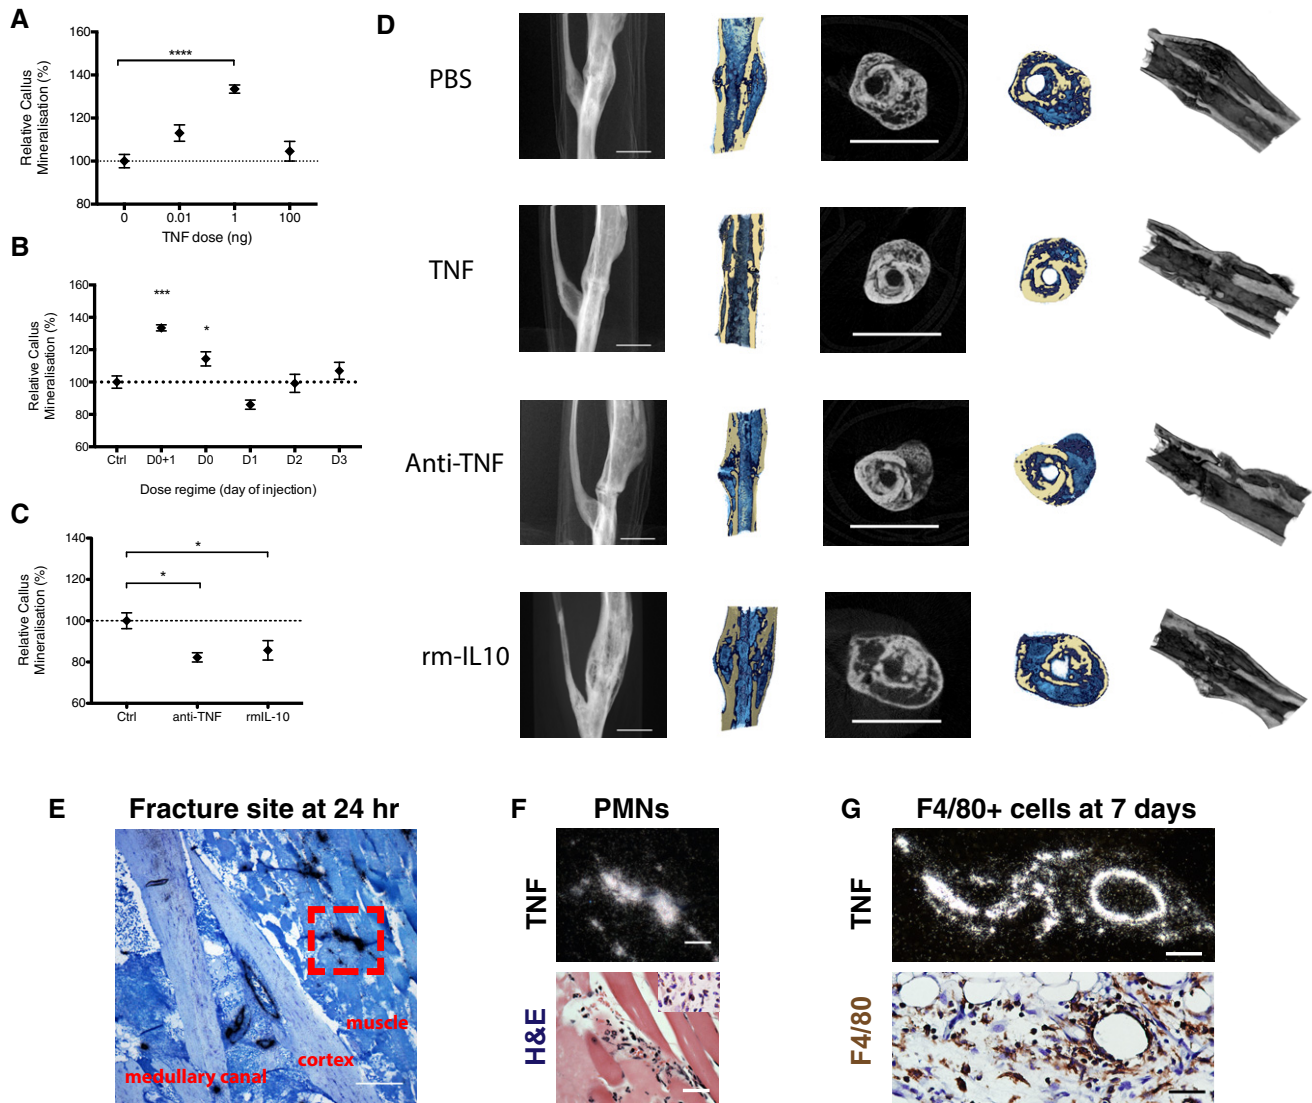 A
160
140
120
100
80
Relative Callus
Mineralisation (%)
****
0
0.01
1
100
TNF dose (ng)
B
160
140
120
100
80
60
Relative Callus
Mineralisation (%)
***
*
Ctrl
D0+1
D0
D1
D2
D3
Dose regime (day of injection)
C
140
120
100
80
60
Relative Callus
Mineralisation (%)
*
*
Ctrl
anti-TNF
rmIL-10
D
PBS
TNF
Anti-TNF
rm-IL10
E
Fracture site at 24 hr
muscle
cortex
medullary canal
F
PMNs
TNF
H&E
G
F4/80+ cells at 7 days
TNF
F4/80